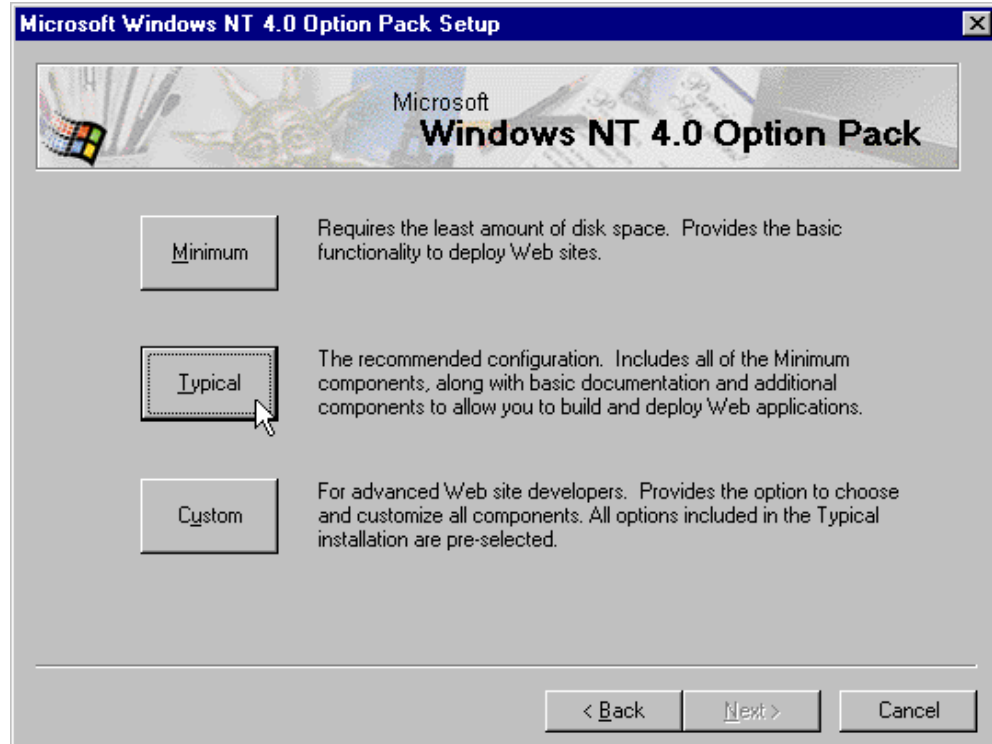 Microsoft Windows NT 4.0 Option Pack Setup
Microsoft
Windows NT 4.0 Option Pack
Minimum
Requires the least amount of disk space. Provides the basic
functionality to deploy Web sites.
Typical
The recommended configuration. Includes all of the Minimum
components, along with basic documentation and additional
components to allow you to build and deploy Web applications.
Custom
For advanced Web site developers. Provides the option to choose
and customize all components. All options included in the Typical
installation are pre-selected.
< Back
Next >
Cancel